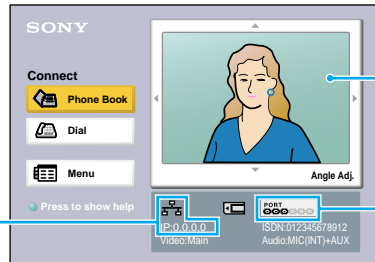 SONY
Connect
Phone Book
Dial
Menu
Angle Adj.
Press to show help
PORT
IP:0.0.0.0
ISDN:012345678912
Video:Main
Audio:MIC(INT)+AUX